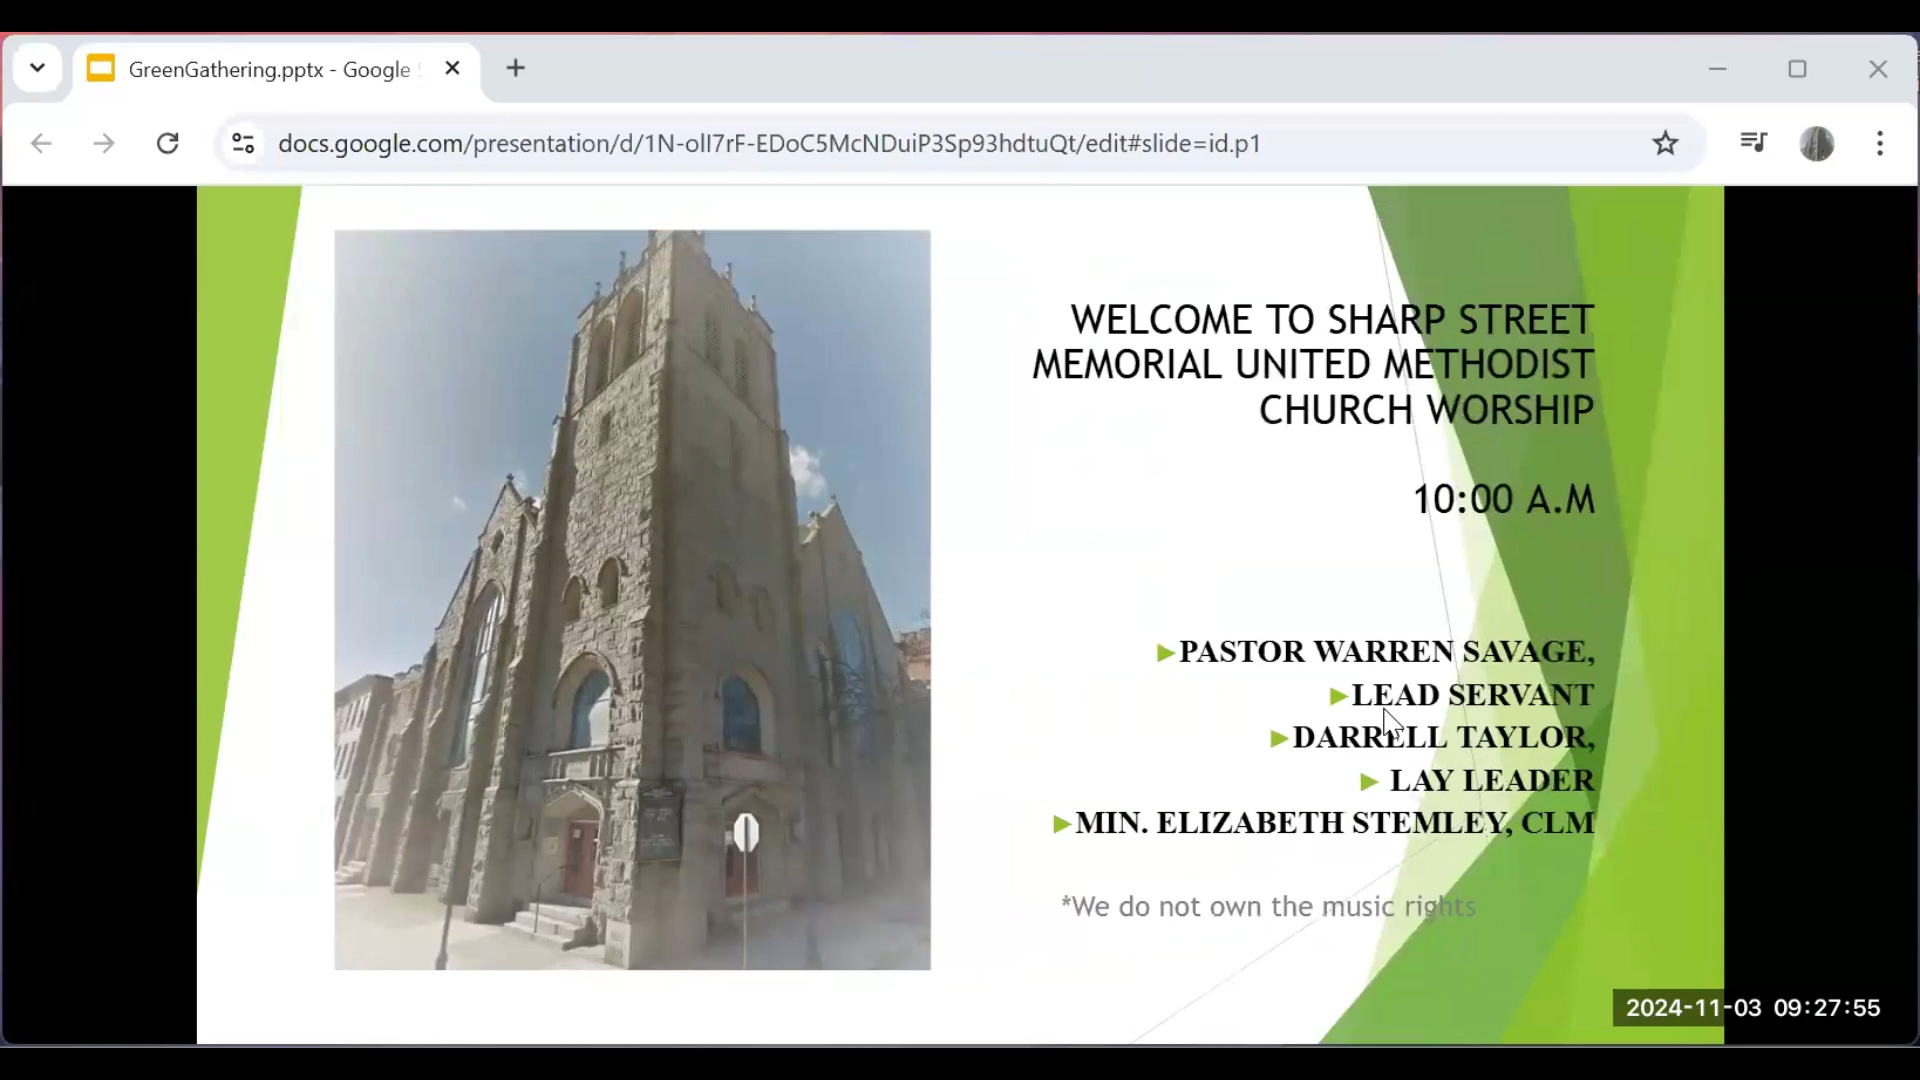 GreenGathering.pptx - Google
docs.google.com/presentation/d/1N-oll7rF-EDoC5McNDuiP3Sp93hdtuQt/edit#slide=id.p1
WELCOME TO SHARP STREET
MEMORIAL UNITED METHODIST
CHURCH WORSHIP
10:00 A.M
►PASTOR WARREN SAVAGE,
►LEAD SERVANT
►DARRELL TAYLOR,
► LAY LEADER
►MIN. ELIZABETH STEMLEY, CLM
*We do not own the music rights
2024-11-03 09:27:55